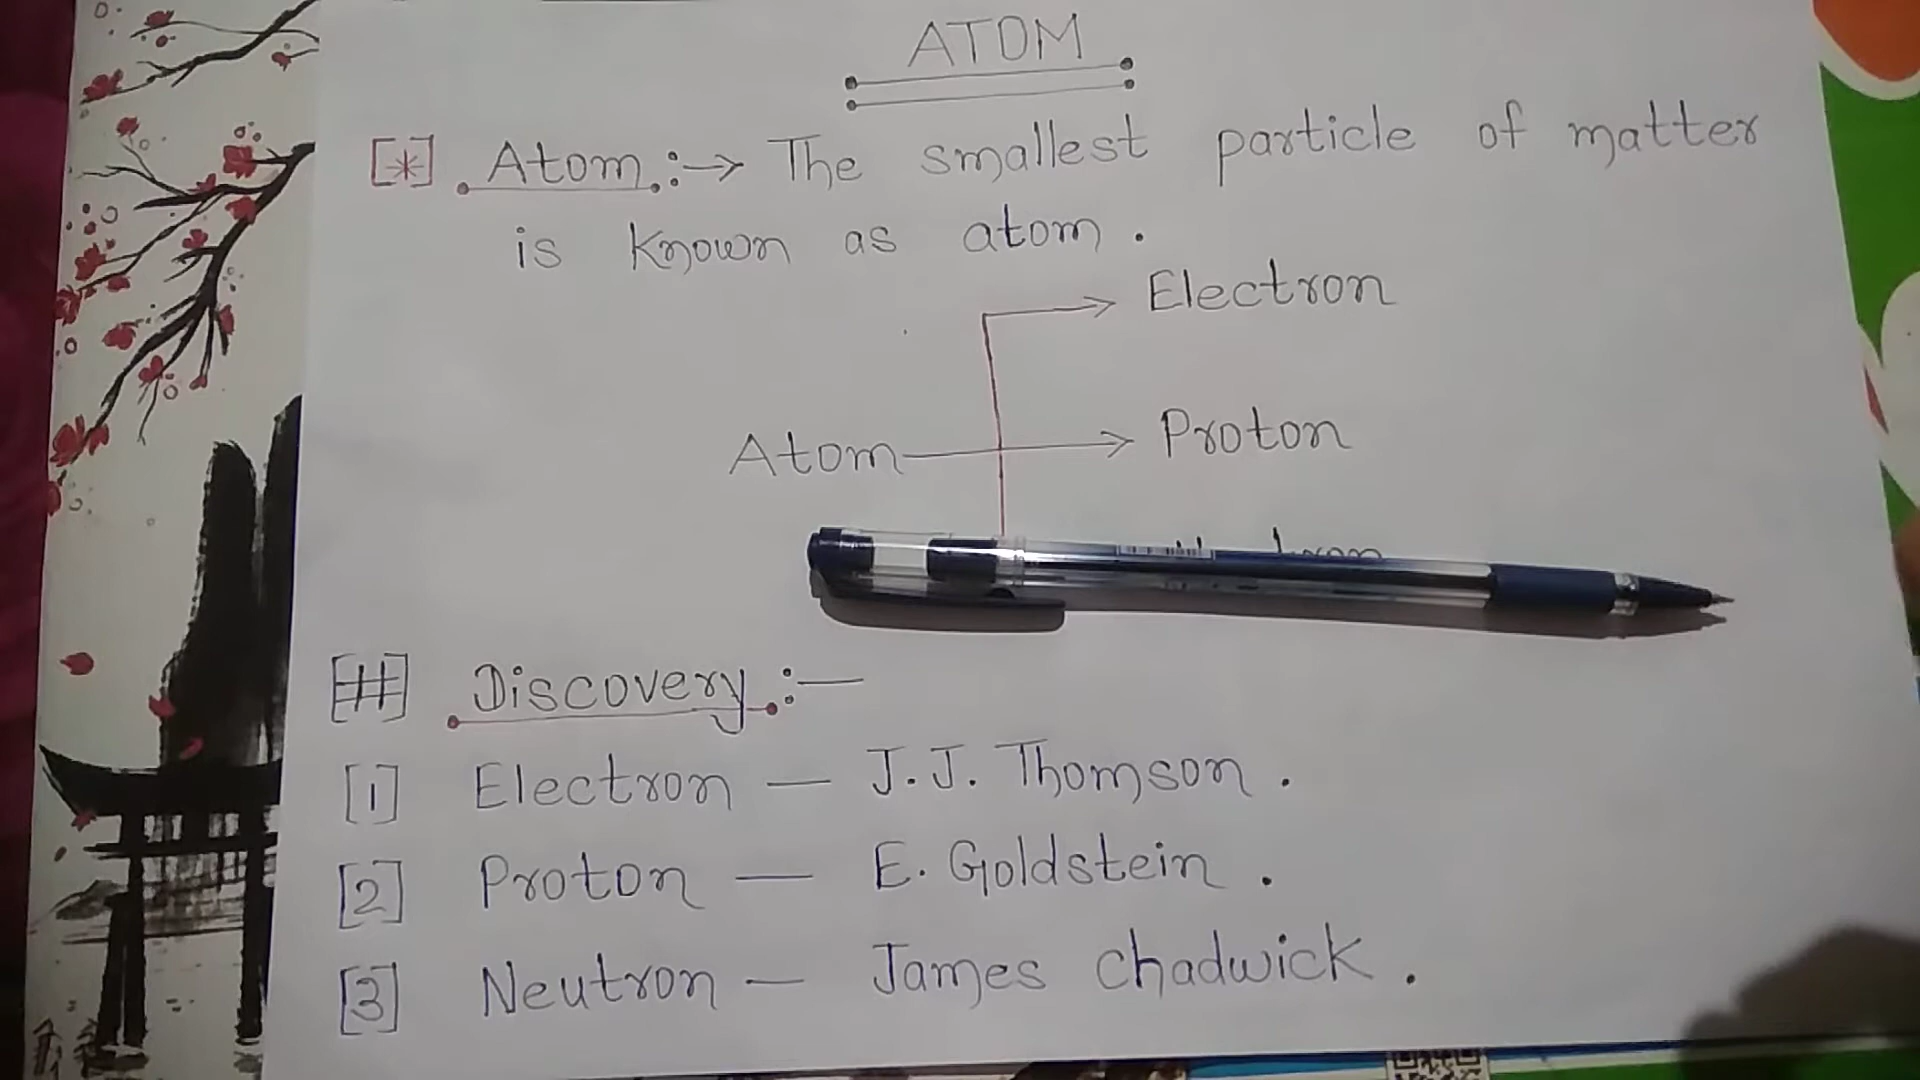 ATOM
[*] Atom :→ The smallest particle of matter
is known as atom .
Electron
Atom → Proton
[#] Discovery :—
[1] Electron — J.J. Thomson .
[2] Proton — E. Goldstein .
[3] Neutron — James Chadwick .